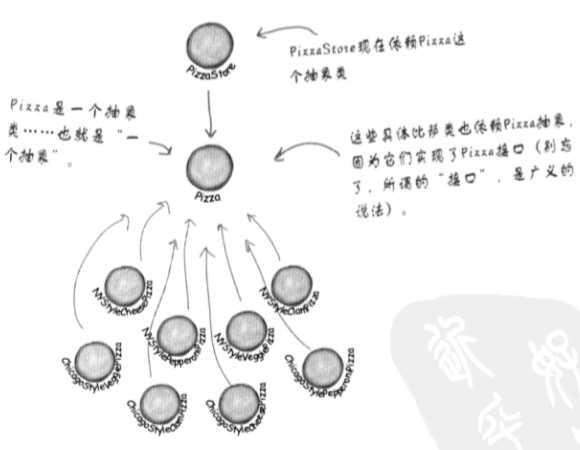 PizzaStore
PizzaStore现在依赖Pizza这
个抽象类
Pizza是一个抽象
类……也就是“一
个抽象”。
这些具体比萨类也依赖Pizza抽象，
因为它们实现了Pizza接口（别忘
了，所谓的“接口”，是广义的
说法）。
Pizza
NYStyleCheesePizza
NYStyleClamPizza
NYStylePepperoniPizza
NYStyleVeggiePizza
ChicagoStyleVeggiePizza
ChicagoStylePepperoniPizza
ChicagoStyleClamPizza
ChicagoStyleCheesePizza